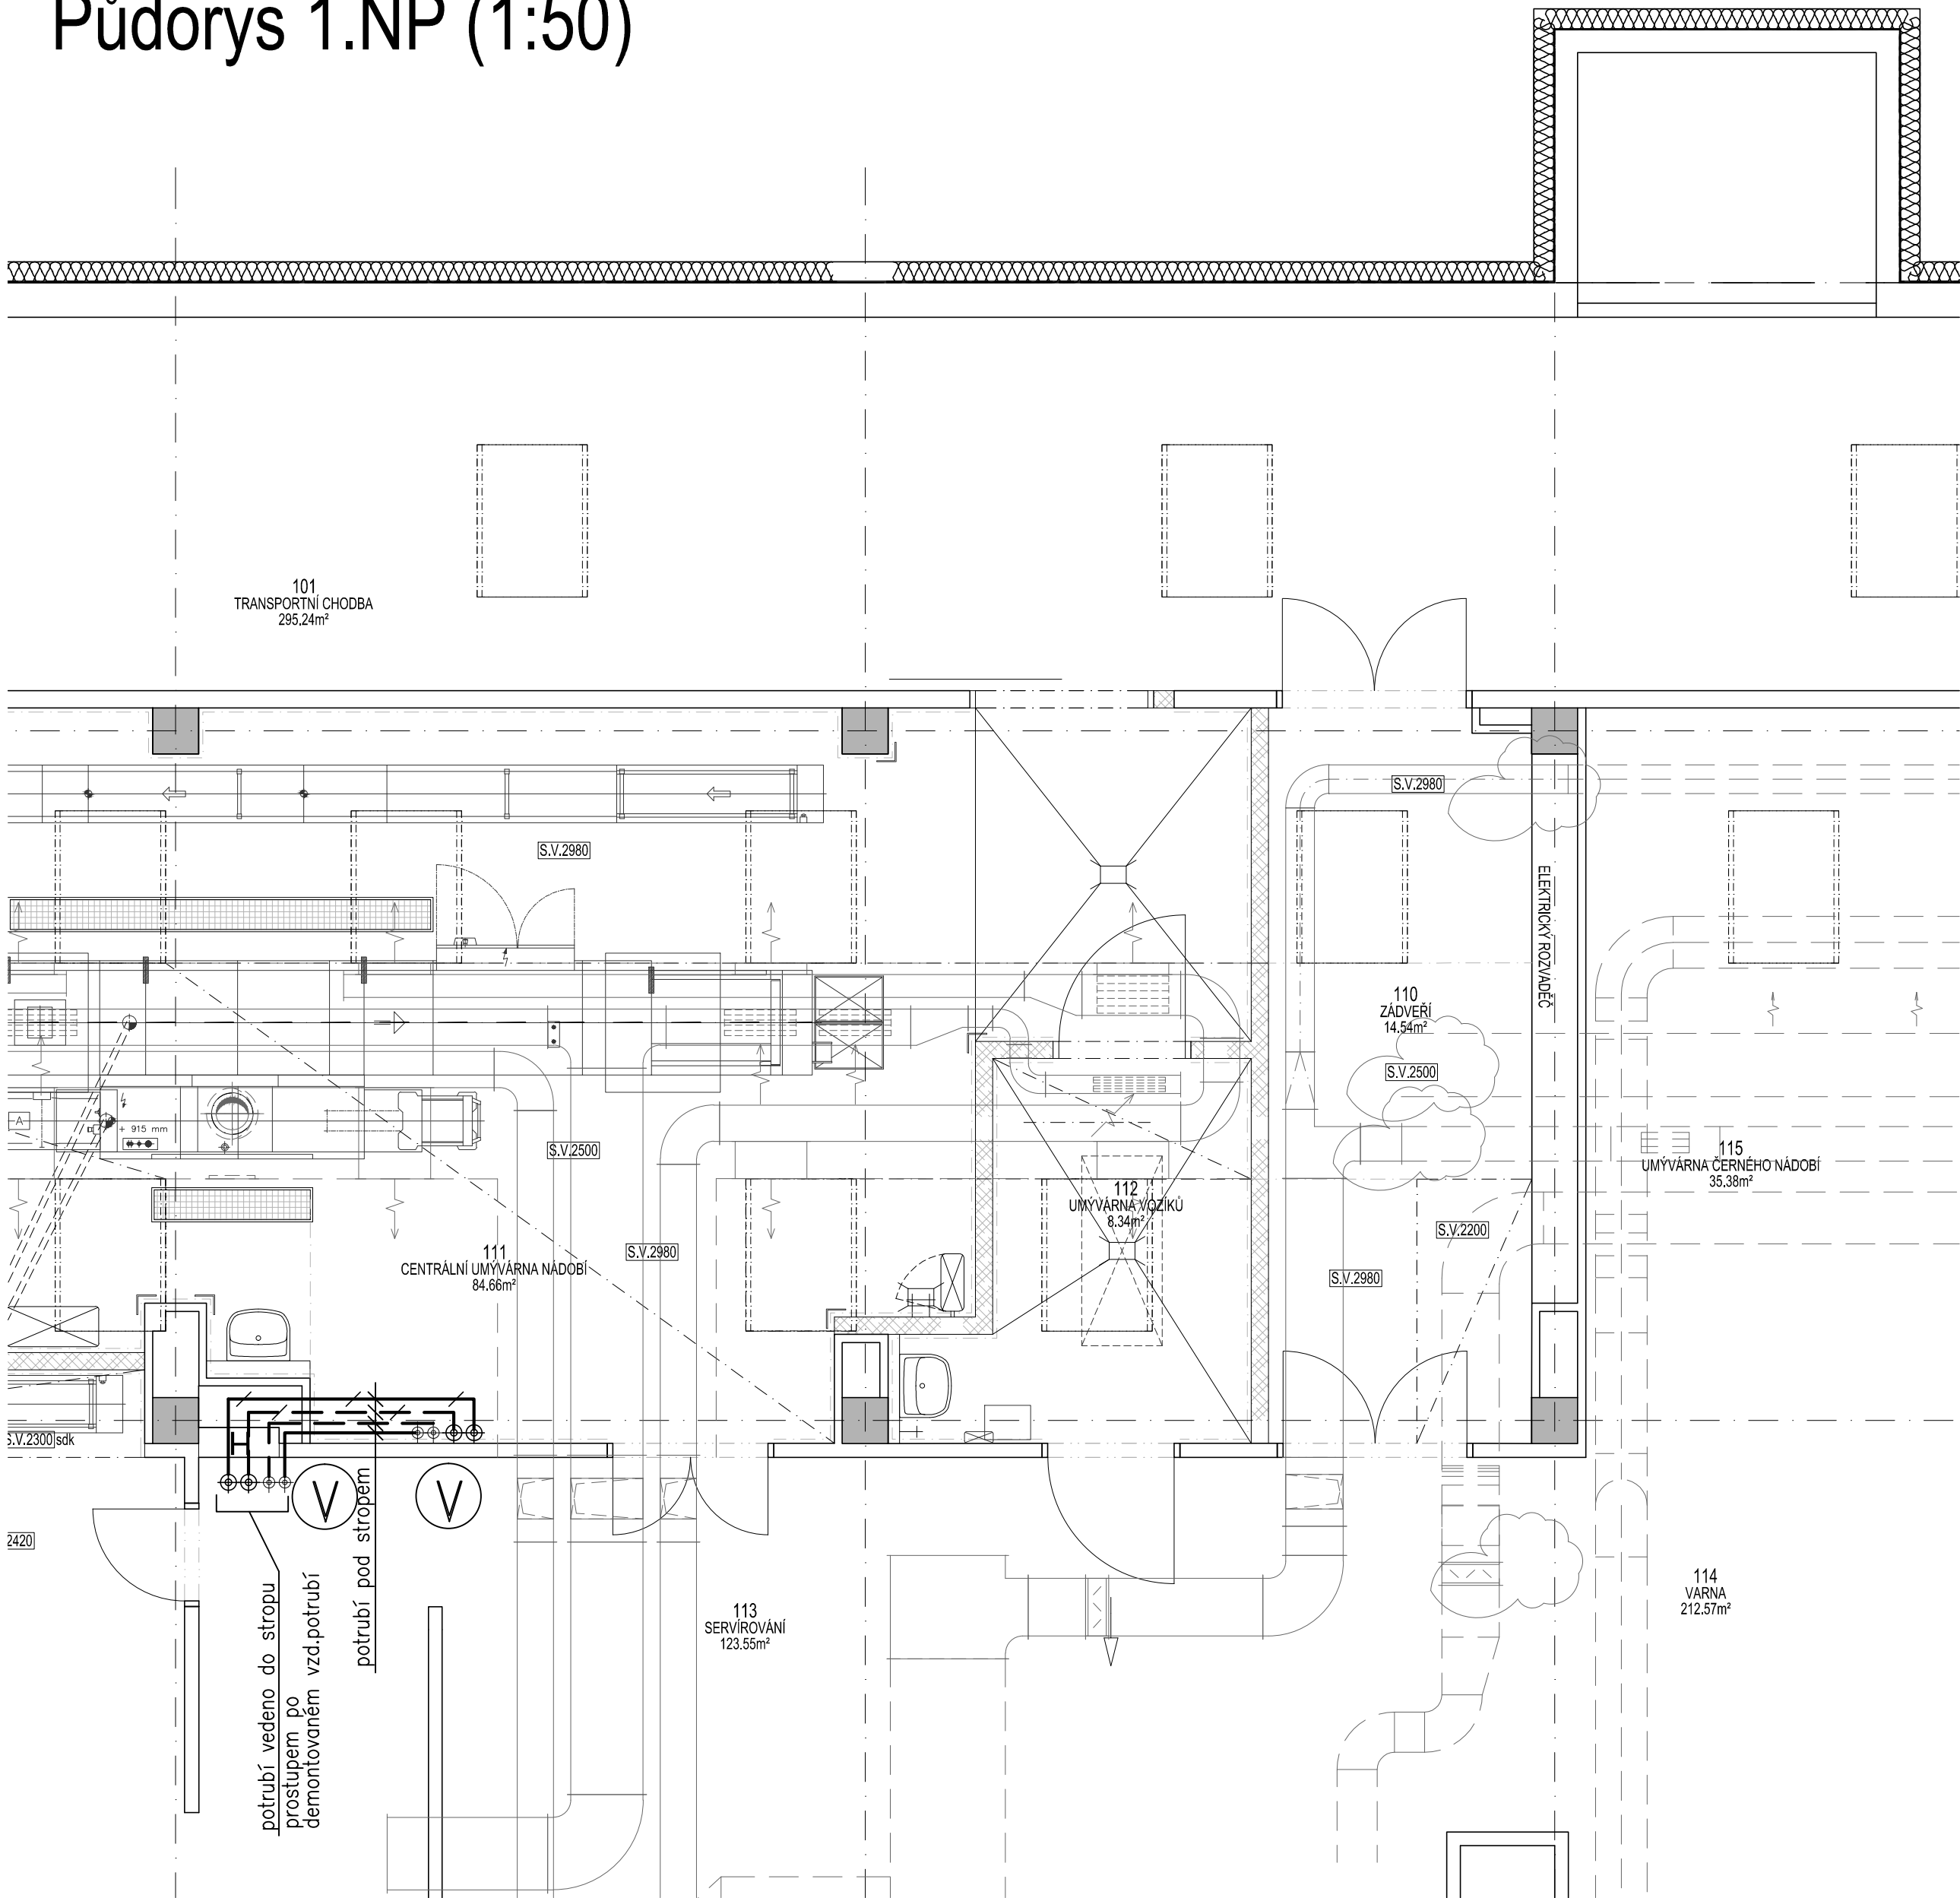 Půdorys 1.NP (1:50)
101
TRANSPORTNÍ CHODBA
295.24m²
S.V.2980
S.V.2980
ELEKTRICKÝ ROZVADĚČ
110
ZÁDVEŘÍ
14.54m²
S.V.2500
A
+ 915 mm
S.V.2500
115
UMÝVÁRNA ČERNÉHO NÁDOBÍ
35.38m²
112
UMÝVÁRNA VOZÍKŮ
8.34m²
S.V.2200
111
CENTRÁLNÍ UMÝVÁRNA NÁDOBÍ
84.66m²
S.V.2980
S.V.2980
S.V.2300 sdk
V
V
2420
potrubí vedeno do stropu
prostupem po
demontovaném vzd.potrubí
potrubí pod stropem
113
SERVÍROVÁNÍ
123.55m²
114
VARNA
212.57m²